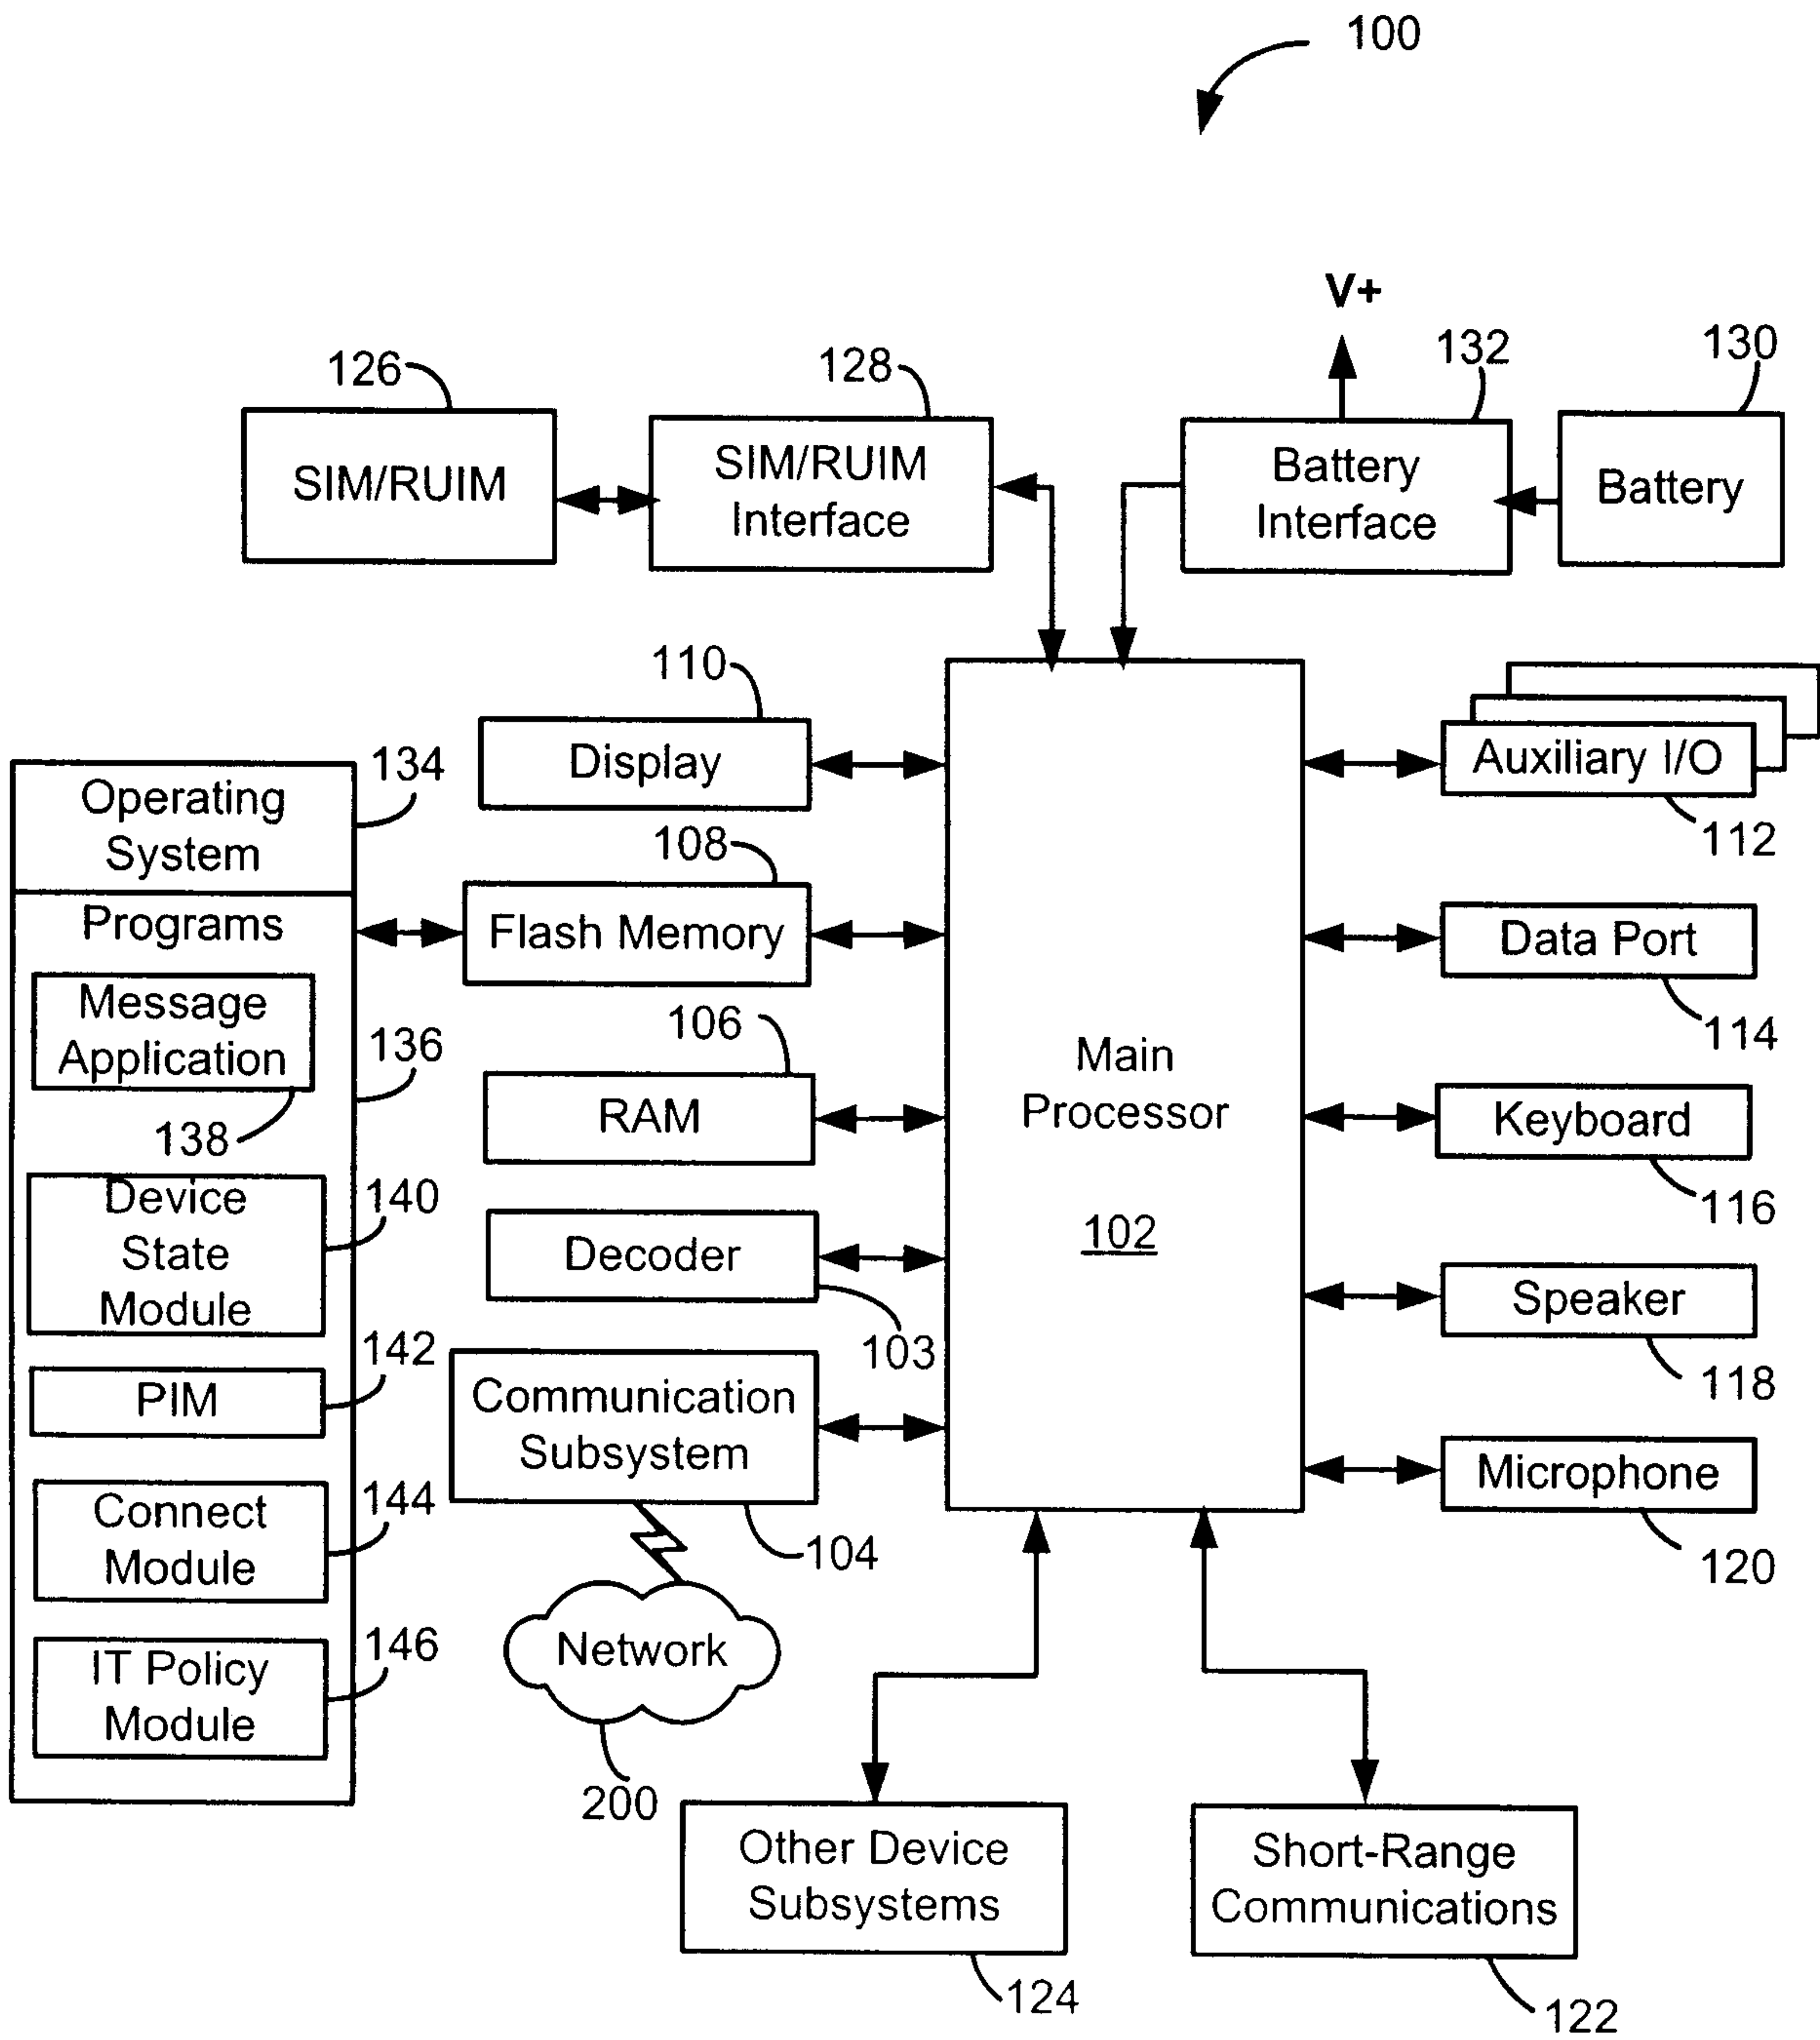 100
V+
126
128
132
130
SIM/RUIM
SIM/RUIM
Interface
Battery
Interface
Battery
110
Display
Auxiliary I/O
112
134
Operating
System
108
Programs
Flash Memory
Data Port
114
Message
Application
136
138
106
RAM
Main
Processor
102
Keyboard
116
Device
State
Module
140
Decoder
103
Speaker
118
142
PIM
Communication
Subsystem
104
Microphone
120
Connect
Module
144
Network
200
IT Policy
Module
146
Other Device
Subsystems
124
Short-Range
Communications
122